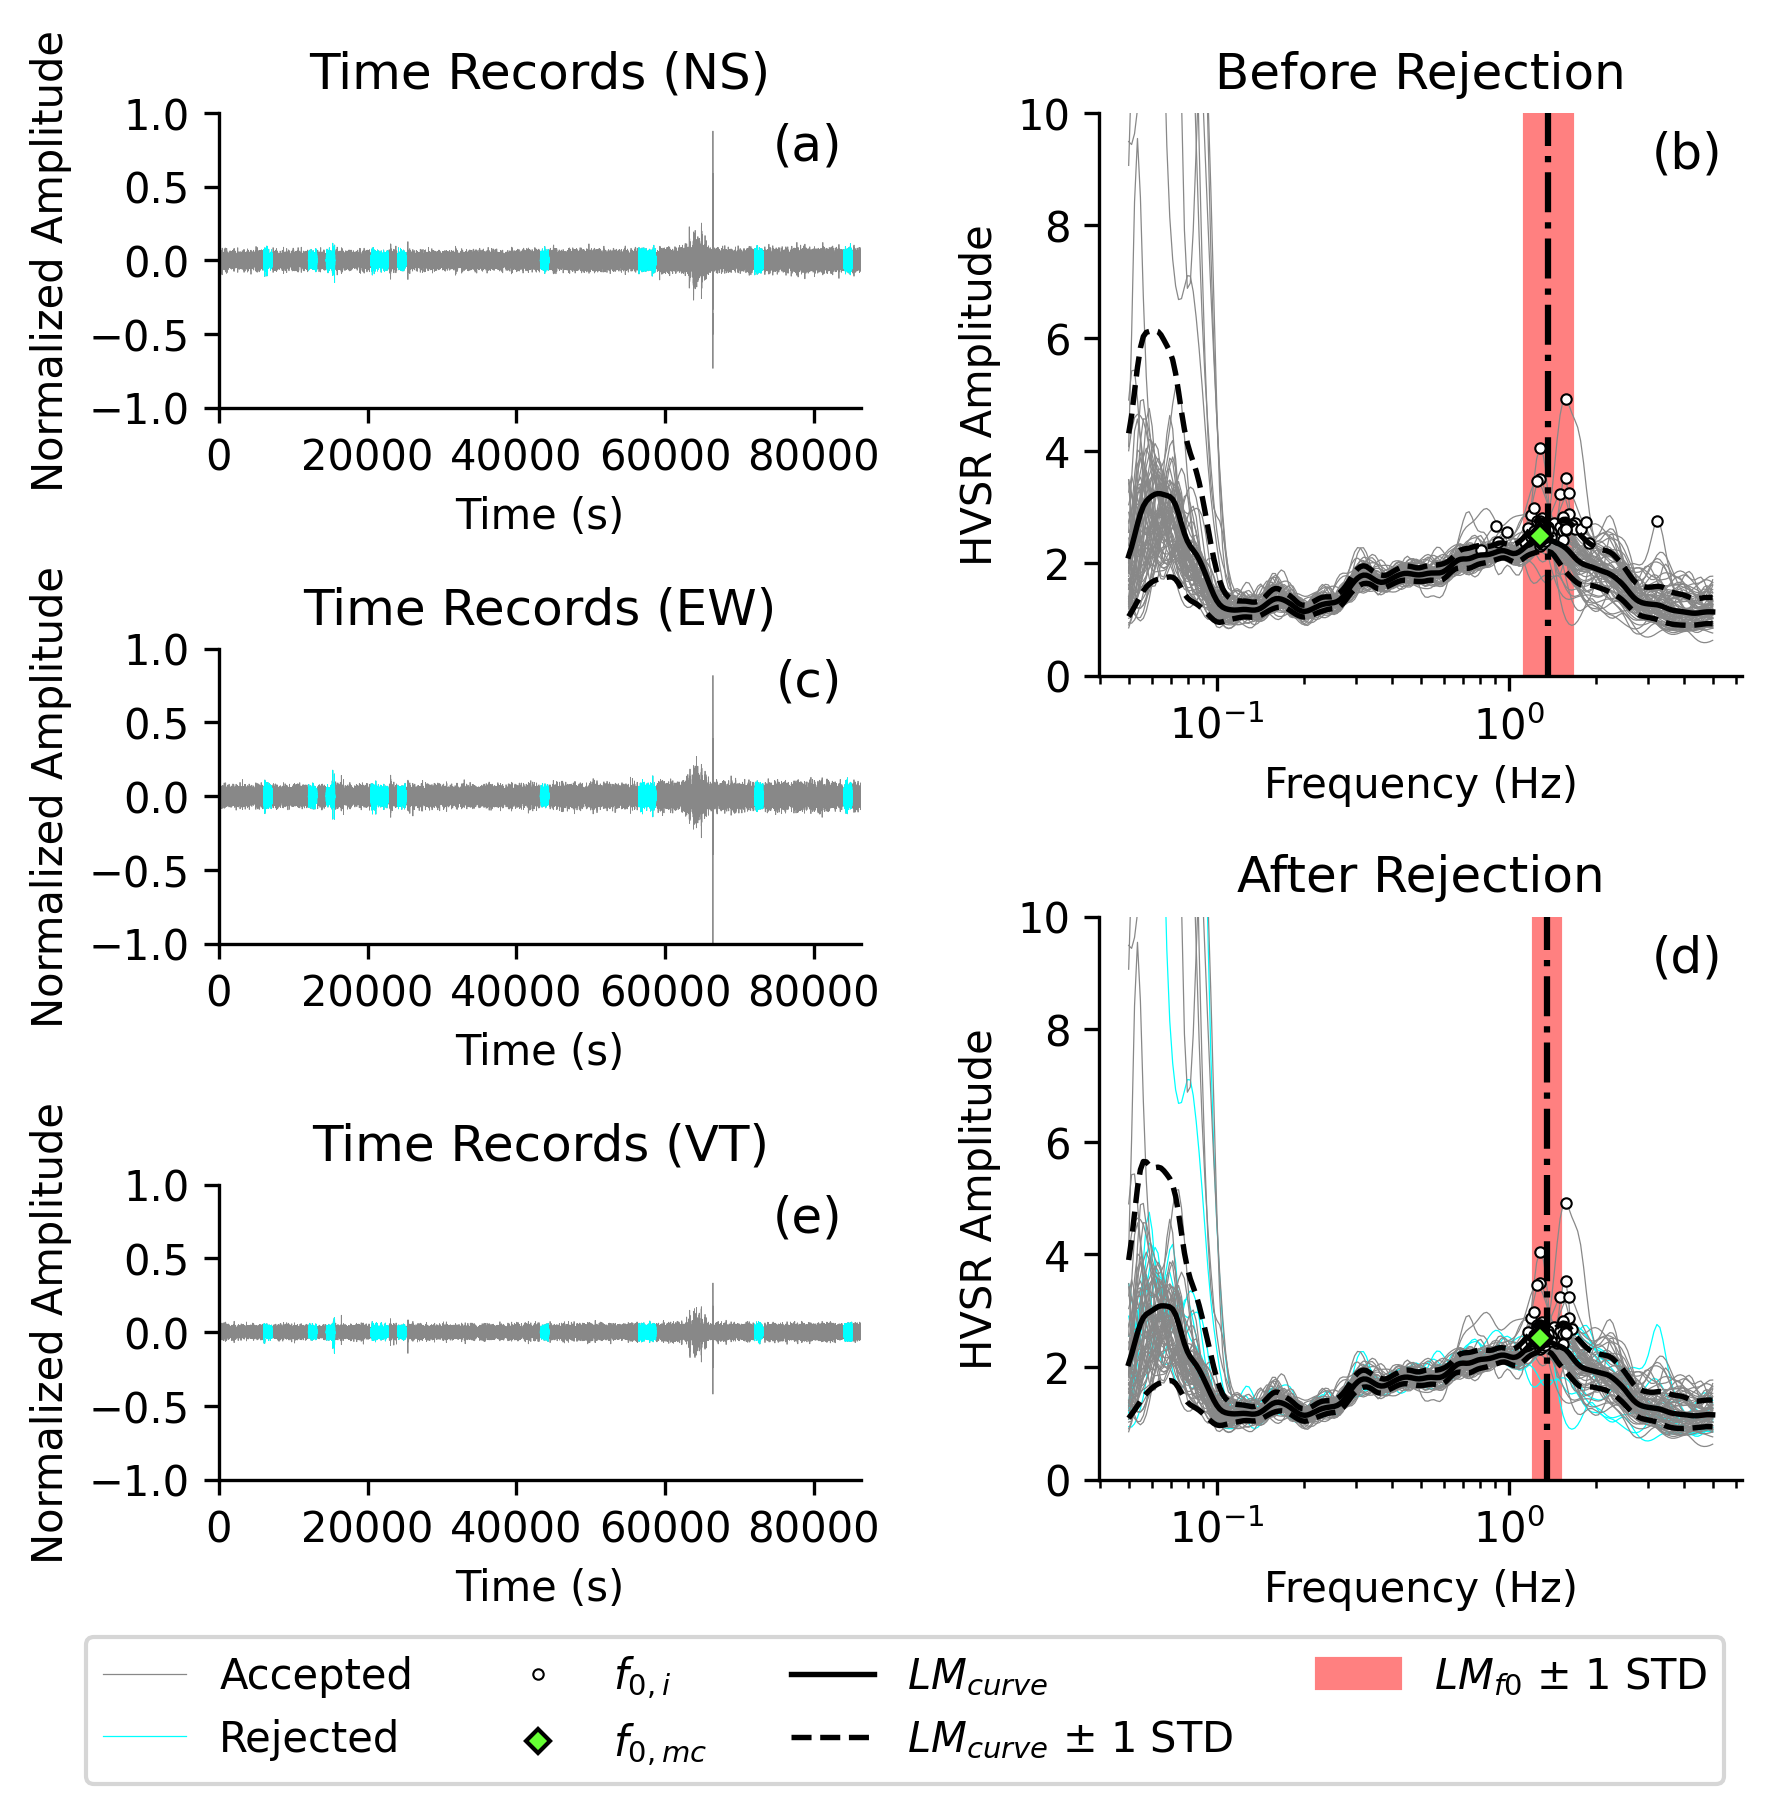 Time Records (NS)
(a)
Normalized Amplitude
1.0
0.5
0.0
−0.5
−1.0
0 20000 40000 60000 80000
Time (s)
Before Rejection
(b)
HVSR Amplitude
10
8
6
4
2
0
10⁻¹ 10⁰
Frequency (Hz)
Time Records (EW)
(c)
Normalized Amplitude
1.0
0.5
0.0
−0.5
−1.0
0 20000 40000 60000 80000
Time (s)
After Rejection
(d)
HVSR Amplitude
10
8
6
4
2
0
10⁻¹ 10⁰
Frequency (Hz)
Time Records (VT)
(e)
Normalized Amplitude
1.0
0.5
0.0
−0.5
−1.0
0 20000 40000 60000 80000
Time (s)
Accepted
Rejected
f0,i
f0,mc
LMcurve
LMcurve ± 1 STD
LMf0 ± 1 STD